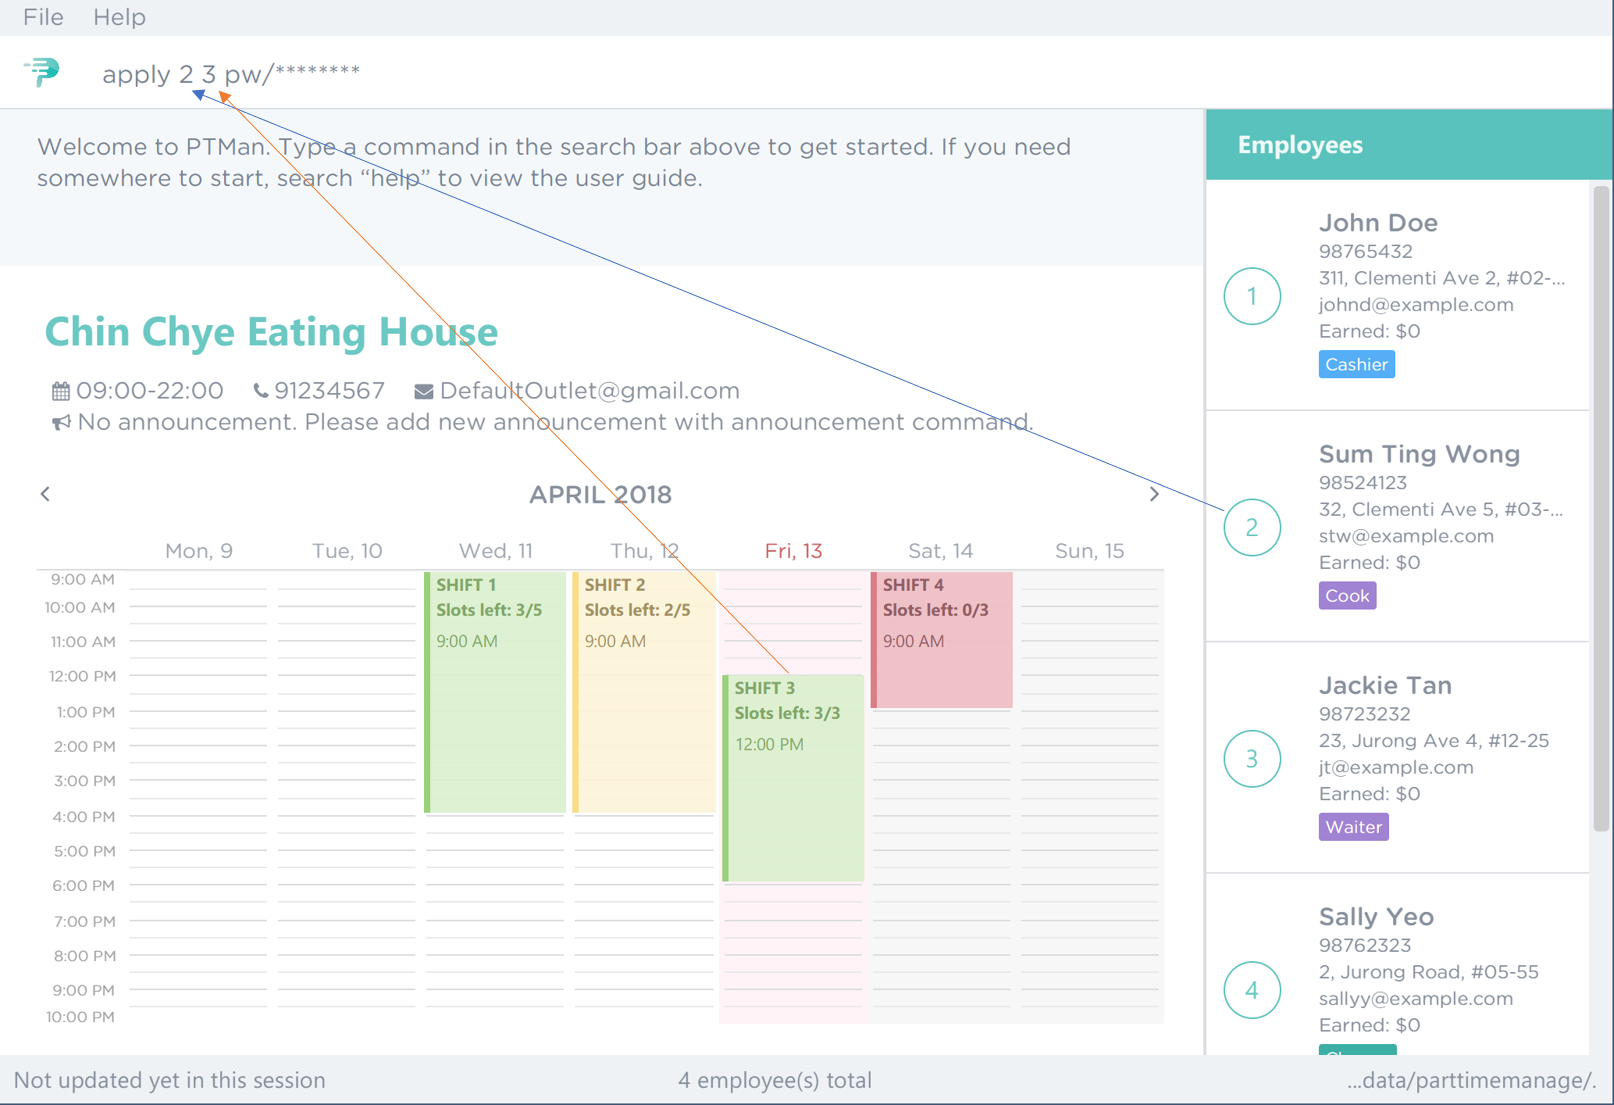 File Help
apply 2 3 pw/********
Welcome to PTMan. Type a command in the search bar above to get started. If you need
somewhere to start, search “help” to view the user guide.
Chin Chye Eating House
09:00-22:00 91234567 DefaultOutlet@gmail.com
No announcement. Please add new announcement with announcement command.
APRIL 2018
Mon, 9 Tue, 10 Wed, 11 Thu, 12 Fri, 13 Sat, 14 Sun, 15
9:00 AM
10:00 AM
11:00 AM
12:00 PM
1:00 PM
2:00 PM
3:00 PM
4:00 PM
5:00 PM
6:00 PM
7:00 PM
8:00 PM
9:00 PM
10:00 PM
SHIFT 1
Slots left: 3/5
9:00 AM
SHIFT 2
Slots left: 2/5
9:00 AM
SHIFT 3
Slots left: 3/3
12:00 PM
SHIFT 4
Slots left: 0/3
9:00 AM
Employees
1
John Doe
98765432
311, Clementi Ave 2, #02-...
johnd@example.com
Earned: $0
Cashier
2
Sum Ting Wong
98524123
32, Clementi Ave 5, #03-...
stw@example.com
Earned: $0
Cook
3
Jackie Tan
98723232
23, Jurong Ave 4, #12-25
jt@example.com
Earned: $0
Waiter
4
Sally Yeo
98762323
2, Jurong Road, #05-55
sallyy@example.com
Earned: $0
Not updated yet in this session
4 employee(s) total
...data/parttimemanage/.